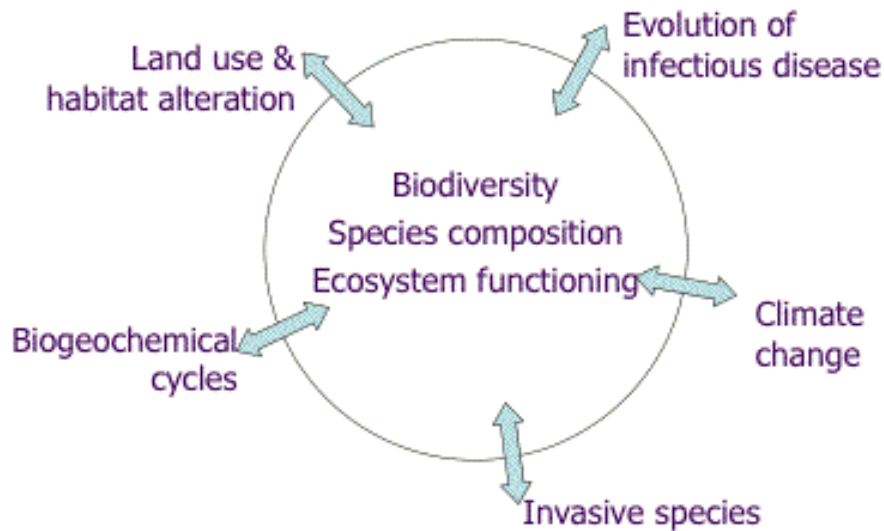 Land use &
habitat alteration
Evolution of
infectious disease
Biodiversity
Species composition
Ecosystem functioning
Biogeochemical
cycles
Climate
change
Invasive species